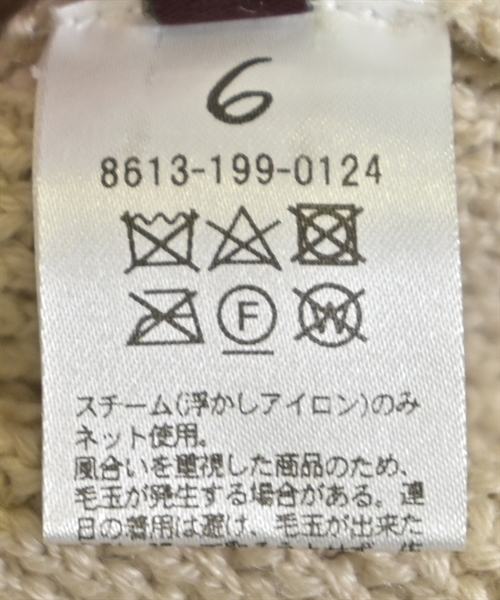 6
8613-199-0124
F
W
スチーム(浮かしアイロン)のみ
ネット使用。
風合いを重視した商品のため、
毛玉が発生する場合がある。連
日の着用は避け、毛玉が出来た